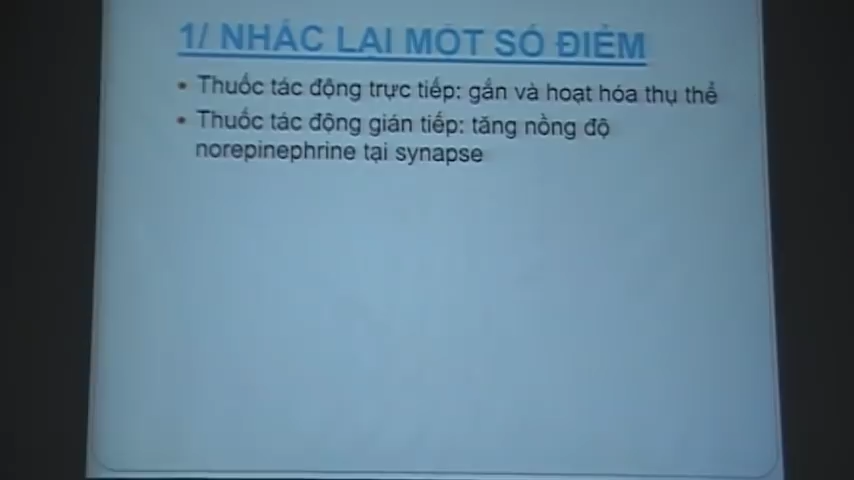 1/ NHẮC LẠI MỘT SỐ ĐIỂM
• Thuốc tác động trực tiếp: gắn và hoạt hóa thụ thể
• Thuốc tác động gián tiếp: tăng nồng độ
norepinephrine tại synapse